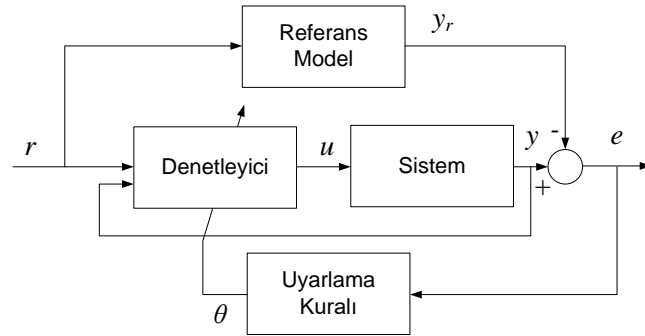 Referans
Model
y_r
r
Denetleyici
u
Sistem
y
-
+
e
Uyarlama
Kuralı
θ